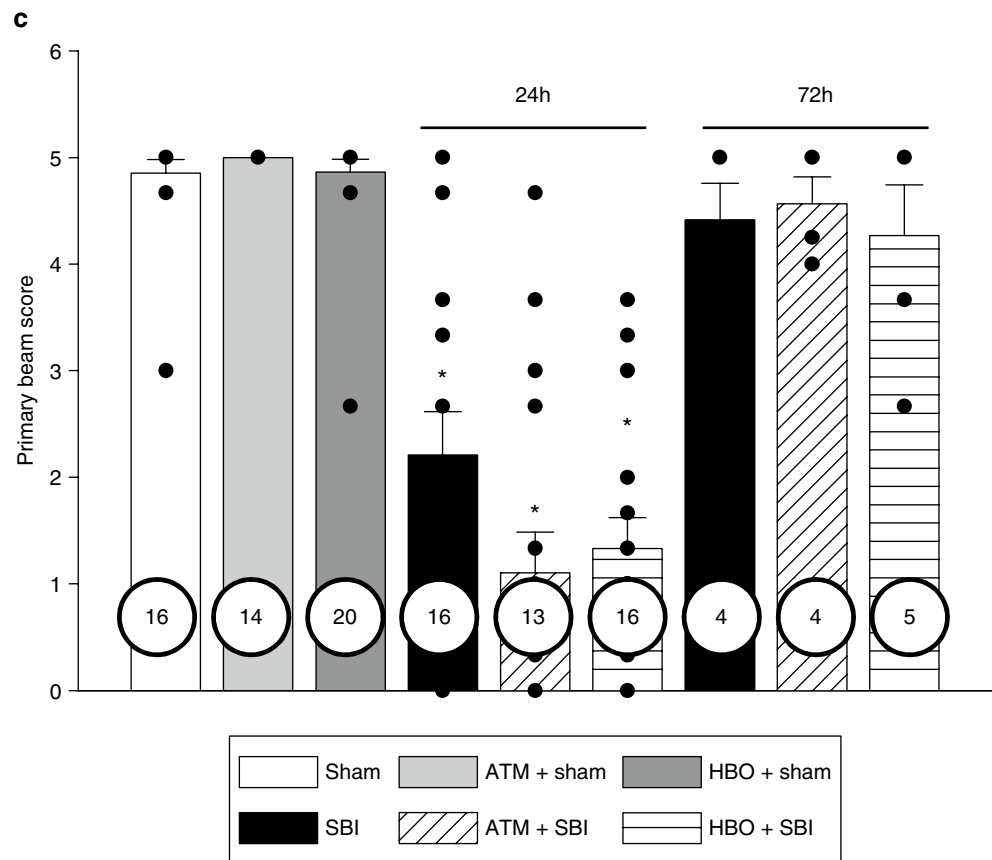 c
6
24h
72h
5
4
3
*
*
*
2
1
0
Primary beam score
16 14 20 16 13 16 4 4 5
Sham ATM + sham HBO + sham
SBI ATM + SBI HBO + SBI